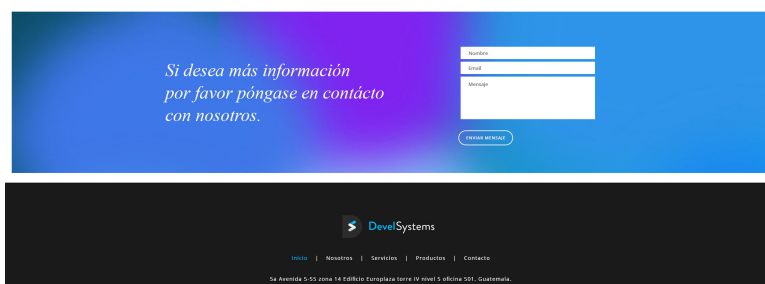 Si desea más información
por favor póngase en contácto
con nosotros.
Nombre
Email
Mensaje
ENVIAR MENSAJE
DevelSystems
Inicio | Nosotros | Servicios | Productos | Contacto
5a Avenida 5-55 zona 14 Edificio Europlaza torre IV nivel 5 oficina 501, Guatemala.